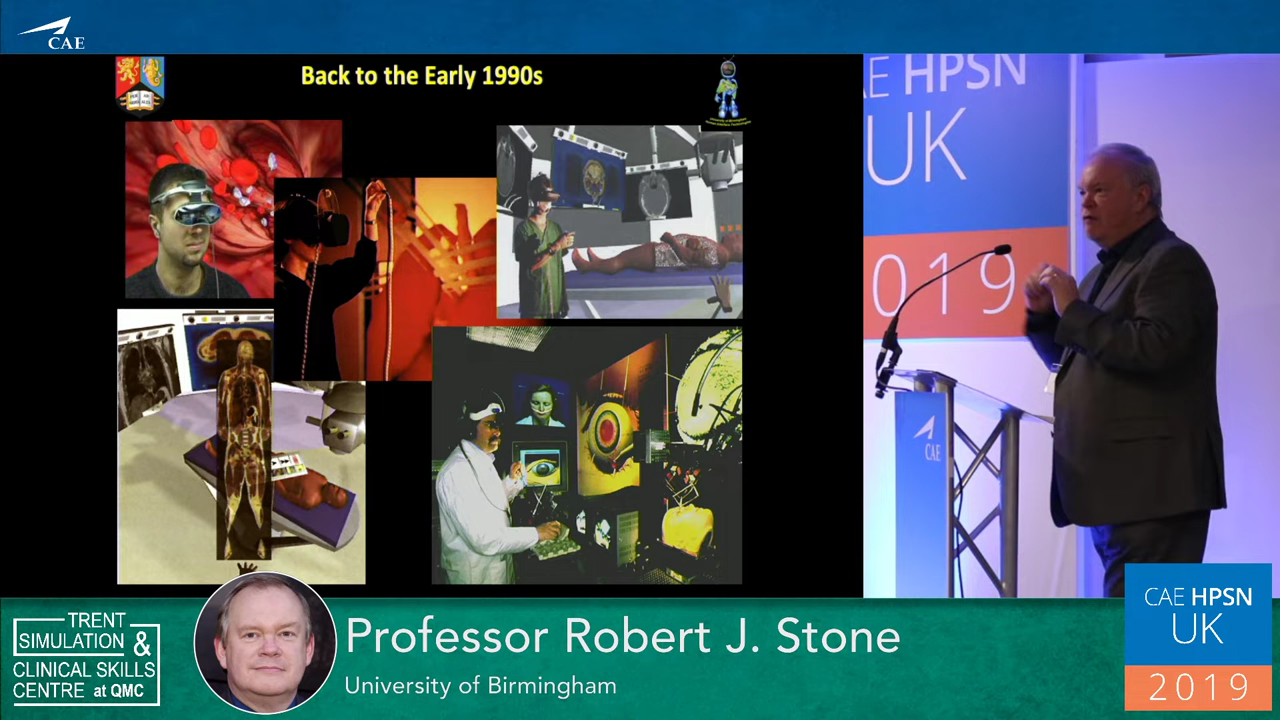 CAE
Back to the Early 1990s
CAE HPSN
UK
2019
CAE
TRENT
SIMULATION &
CLINICAL SKILLS
CENTRE at QMC
Professor Robert J. Stone
University of Birmingham
CAE HPSN
UK
2019